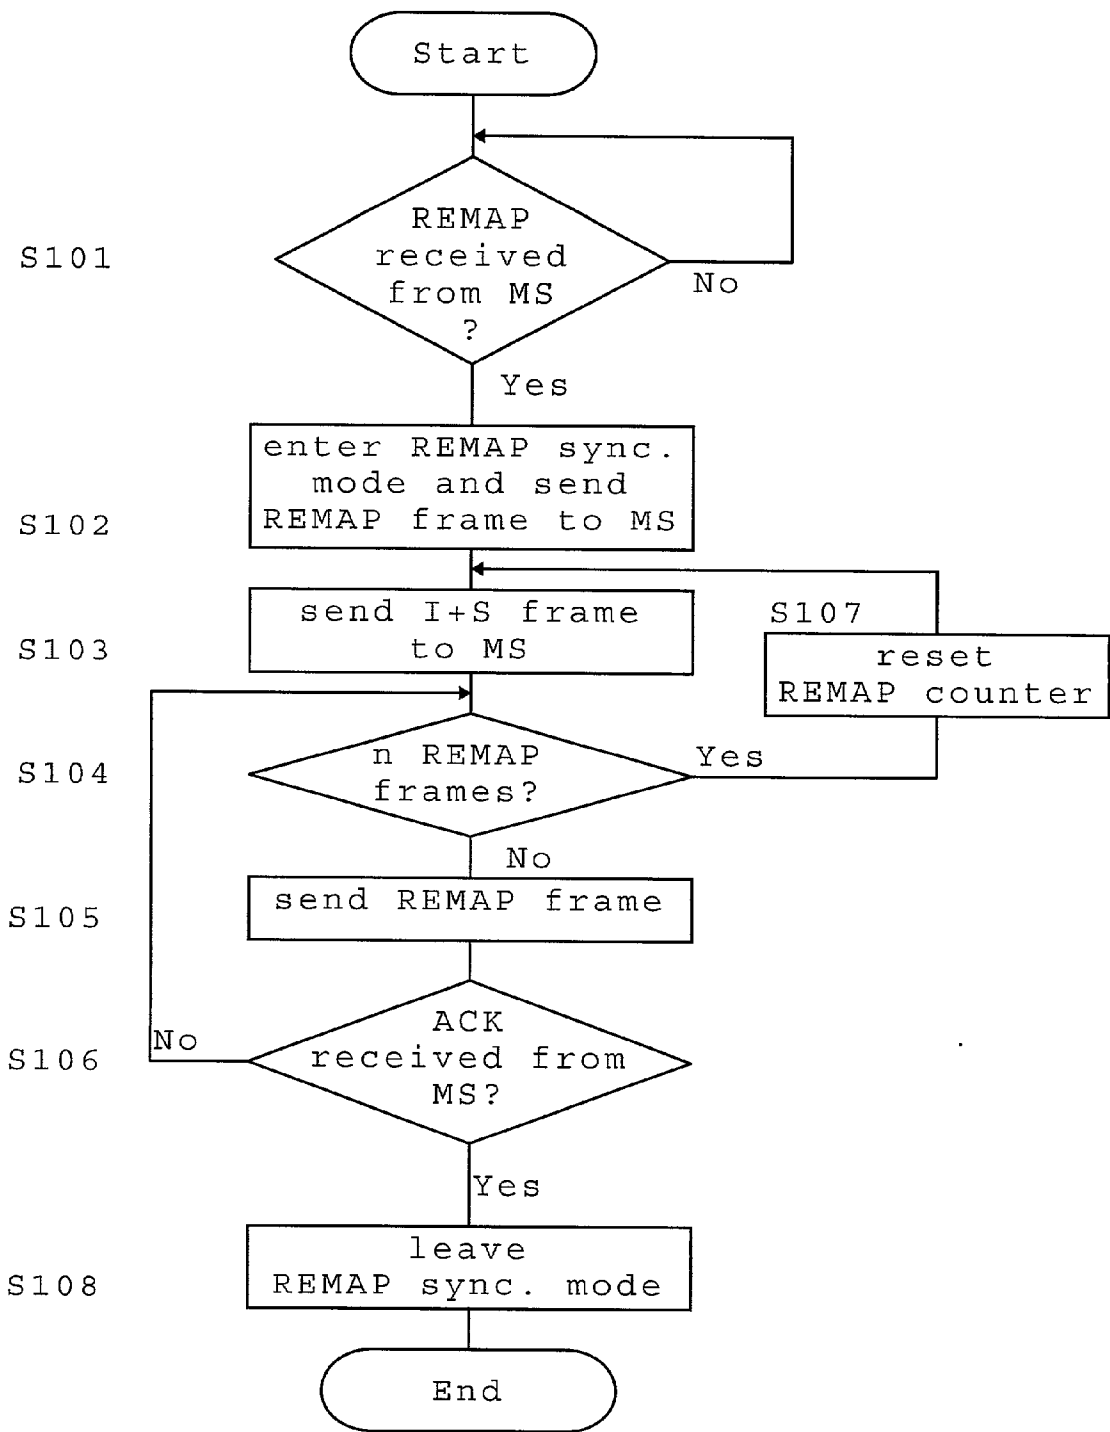 Start
S101
REMAP
received
from MS
?
No
Yes
S102
enter REMAP sync.
mode and send
REMAP frame to MS
S103
send I+S frame
to MS
S107
reset
REMAP counter
S104
n REMAP
frames?
Yes
No
S105
send REMAP frame
S106
No
ACK
received from
MS?
Yes
S108
leave
REMAP sync. mode
End